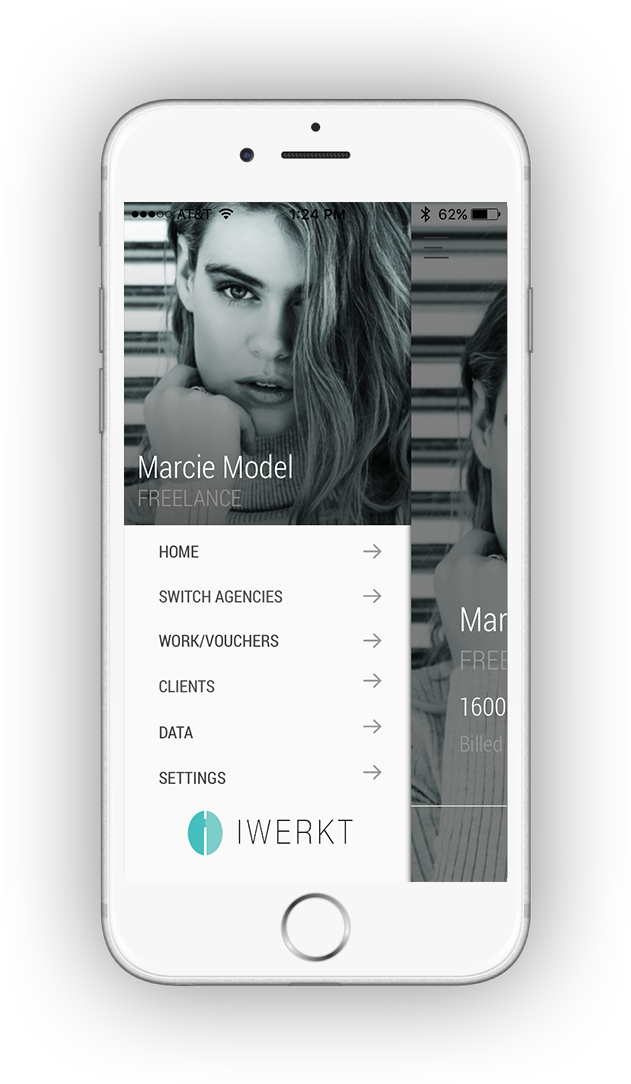 AT&T 1:24 PM 62%
Marcie Model
FREELANCE
HOME
SWITCH AGENCIES
WORK/VOUCHERS
CLIENTS
DATA
SETTINGS
IWERKT
Mar
FREE
1600
Billed